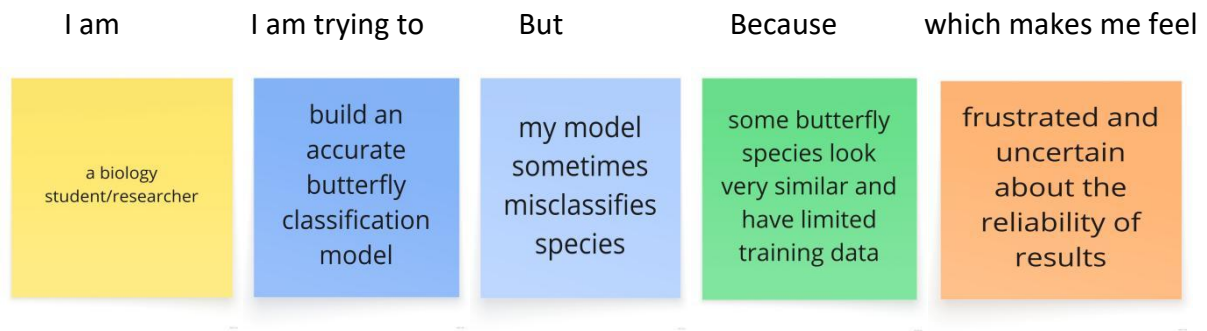 I am
I am trying to
But
Because
which makes me feel
a biology
student/researcher
build an
accurate
butterfly
classification
model
my model
sometimes
misclassifies
species
some butterfly
species look
very similar and
have limited
training data
frustrated and
uncertain
about the
reliability of
results